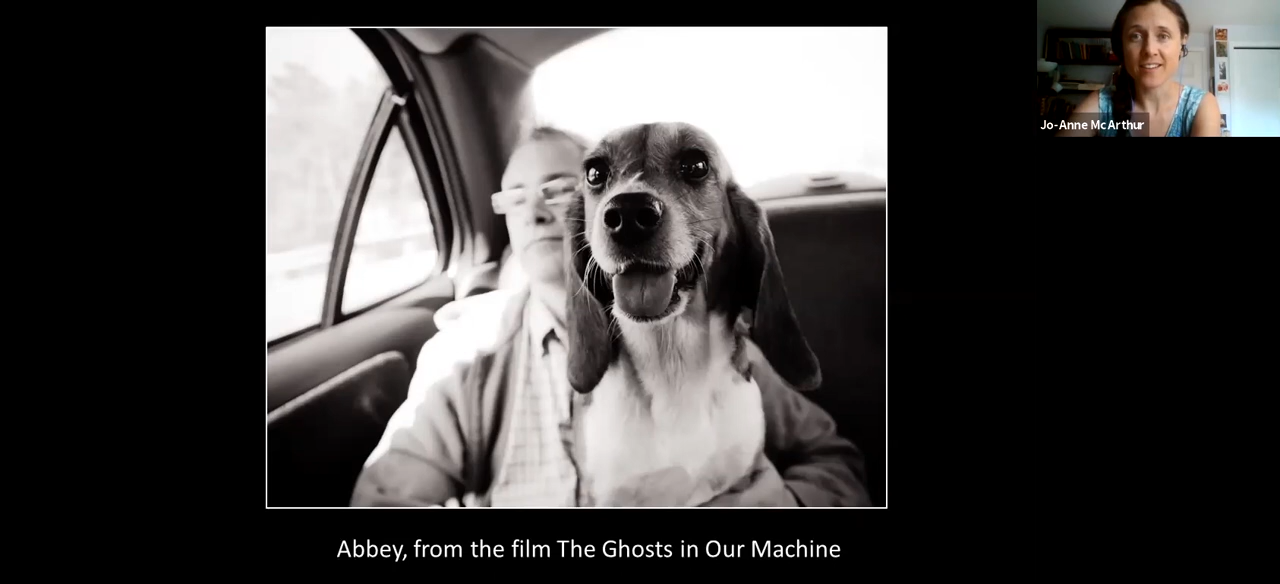 Jo-Anne McArthur
Abbey, from the film The Ghosts in Our Machine